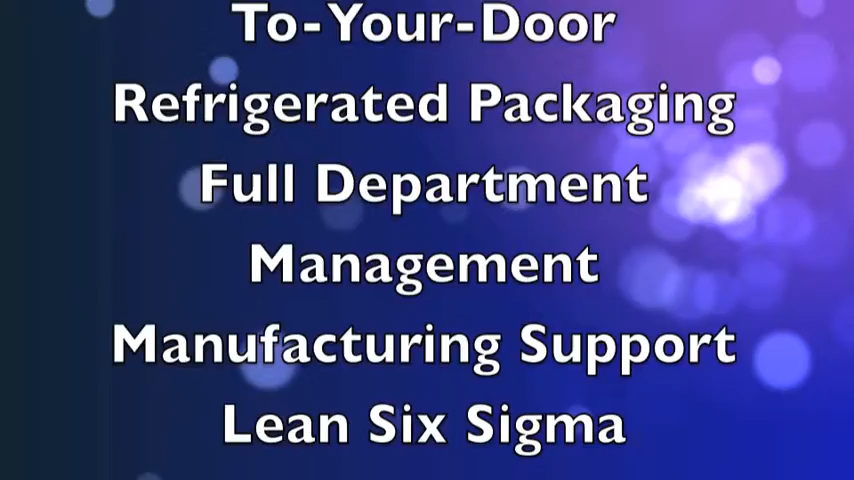 To-Your-Door
Refrigerated Packaging
Full Department
Management
Manufacturing Support
Lean Six Sigma